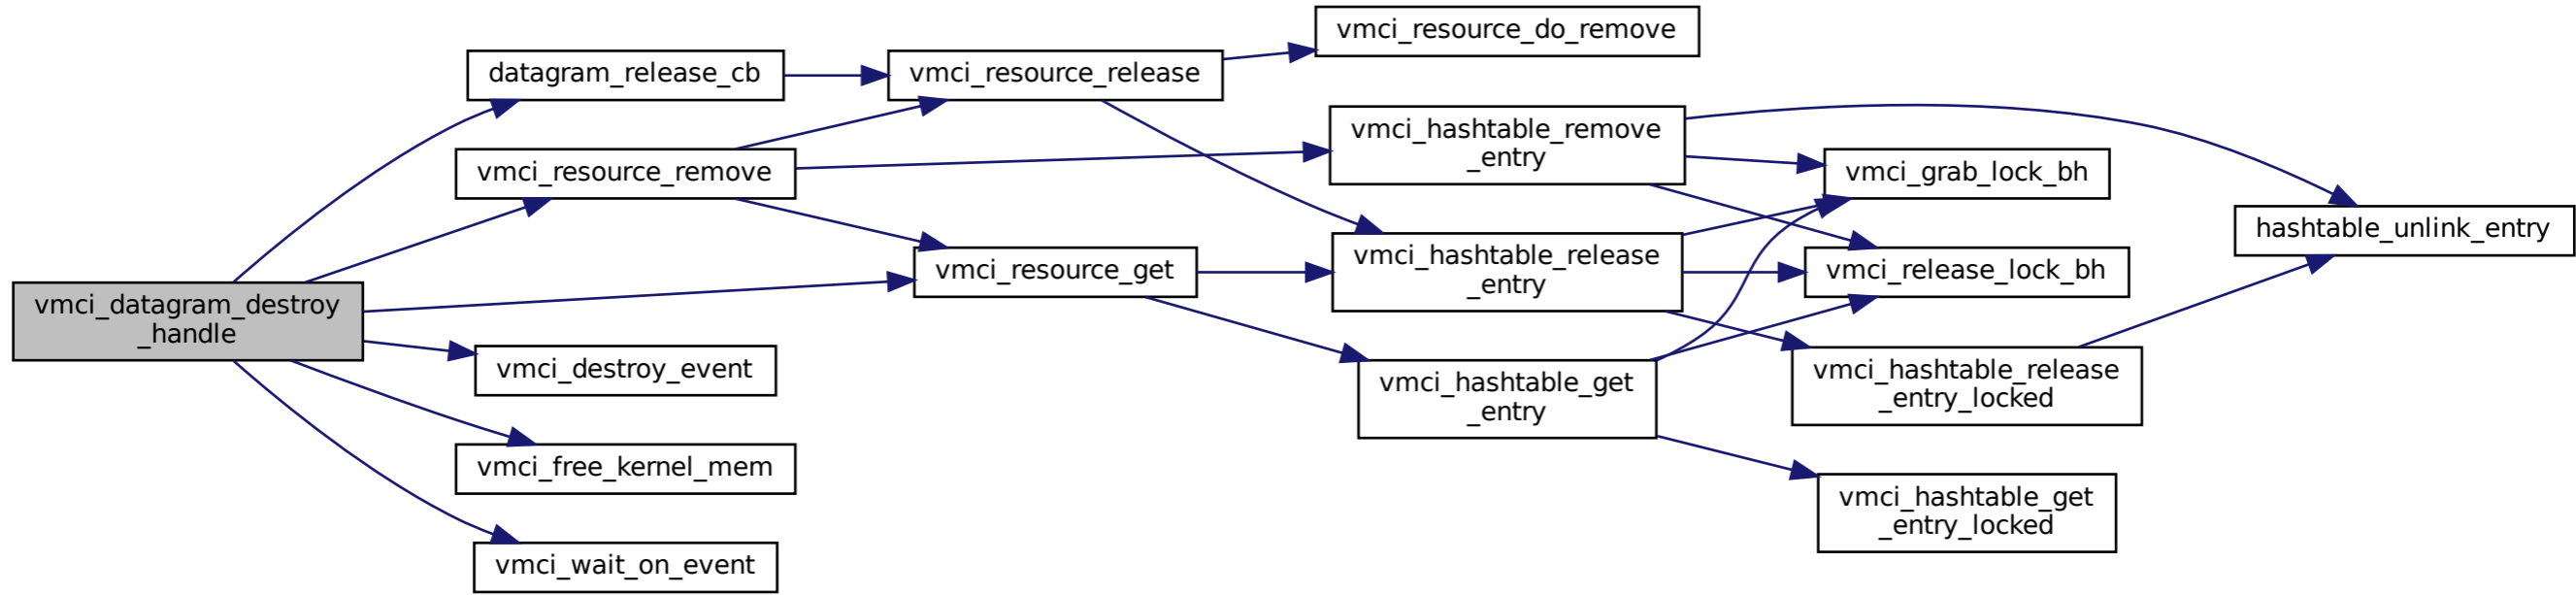 vmci_datagram_destroy
_handle
datagram_release_cb
vmci_resource_remove
vmci_destroy_event
vmci_free_kernel_mem
vmci_wait_on_event
vmci_resource_release
vmci_resource_get
vmci_resource_do_remove
vmci_hashtable_remove
_entry
vmci_hashtable_release
_entry
vmci_hashtable_get
_entry
vmci_grab_lock_bh
vmci_release_lock_bh
vmci_hashtable_release
_entry_locked
vmci_hashtable_get
_entry_locked
hashtable_unlink_entry